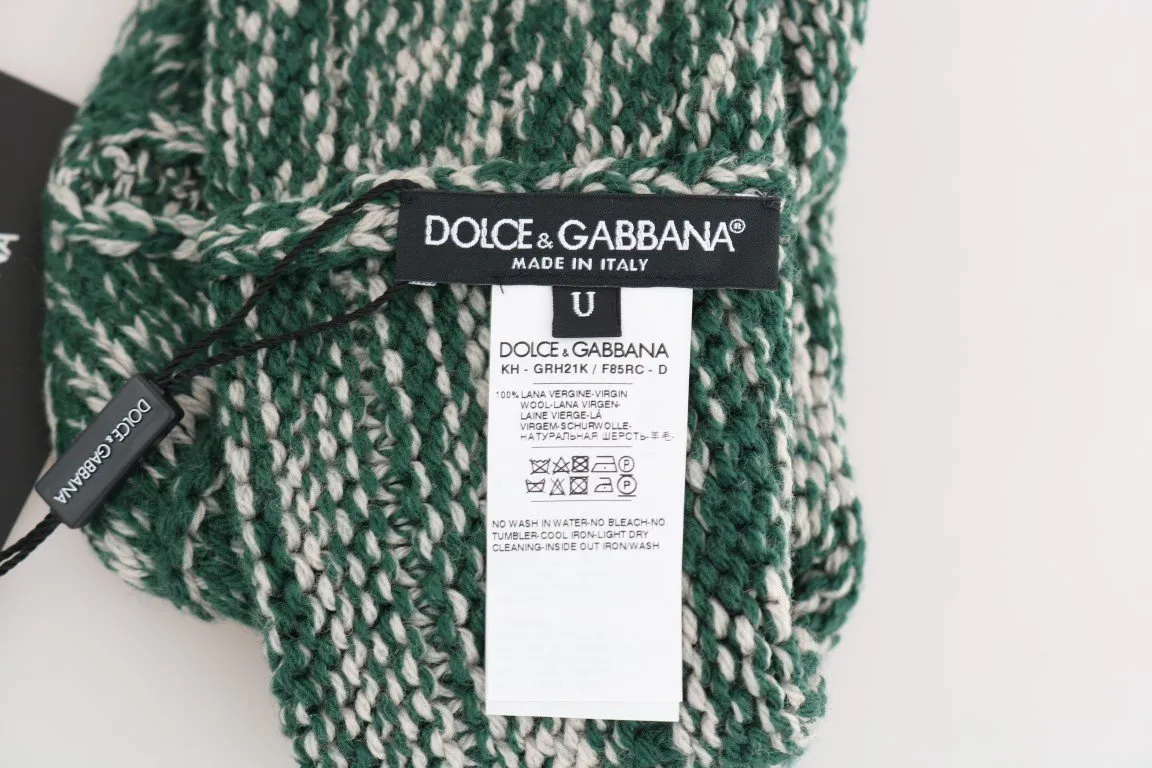 DOLCE & GABBANA®
MADE IN ITALY
U
DOLCE & GABBANA
KH - GRH21K / F85RC - D
100% LANA VERGINE-VIRGIN
WOOL-LANA VIRGEN-
LAINE VIERGE-LÃ
VIRGEM-SCHURWOLLE-
НАТУРАЛЬНАЯ ШЕРСТЬ-羊毛-
P
P
NO WASH IN WATER-NO BLEACH-NO
TUMBLER-COOL IRON-LIGHT DRY
CLEANING-INSIDE OUT IRON/WASH
DOLCE & GABBANA